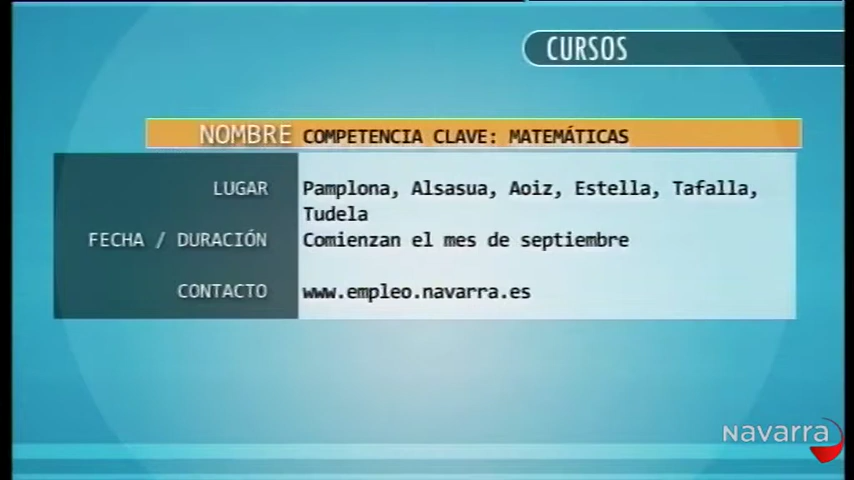 CURSOS
NOMBRE COMPETENCIA CLAVE: MATEMÁTICAS
LUGAR Pamplona, Alsasua, Aoiz, Estella, Tafalla,
Tudela
FECHA / DURACIÓN Comienzan el mes de septiembre
CONTACTO www.empleo.navarra.es
Navarra